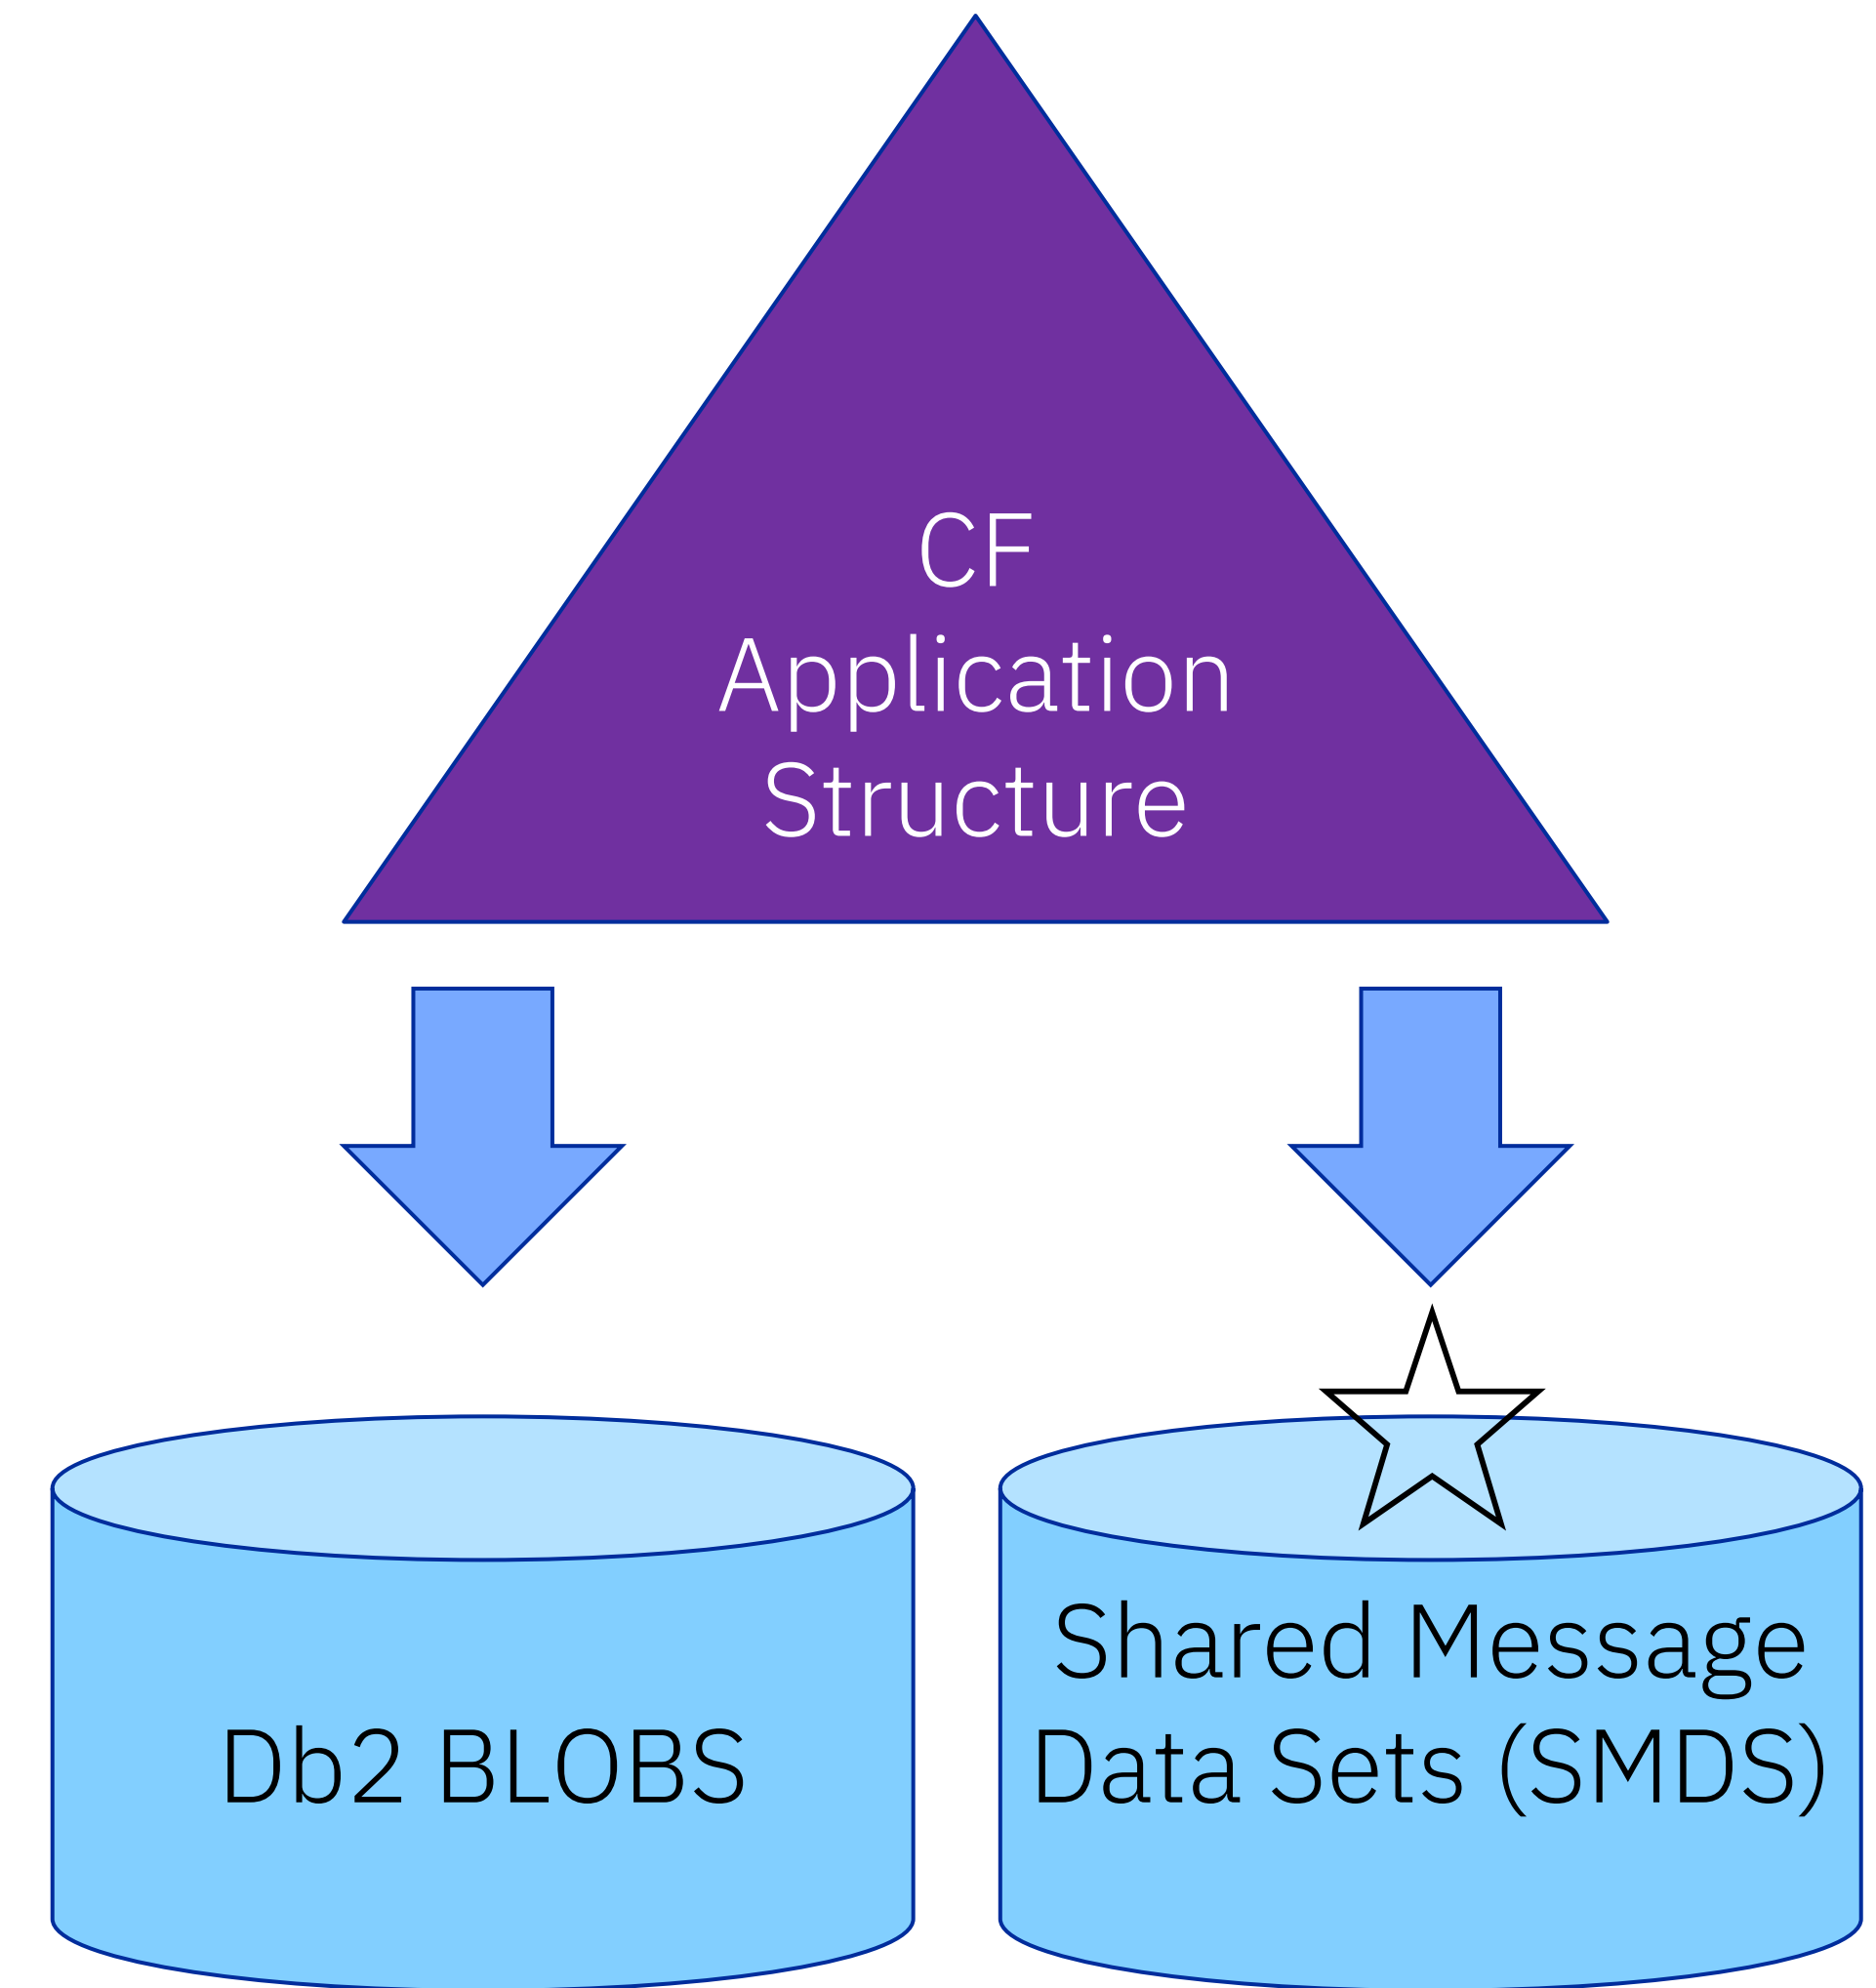 CF
Application
Structure
Db2 BLOBS
Shared Message
Data Sets (SMDS)